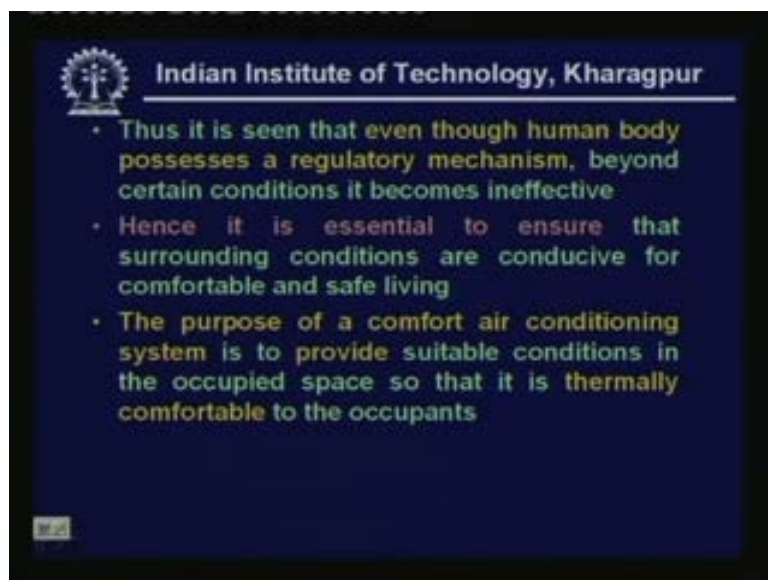 Indian Institute of Technology, Kharagpur
• Thus it is seen that even though human body
possesses a regulatory mechanism, beyond
certain conditions it becomes ineffective
• Hence it is essential to ensure that
surrounding conditions are conducive for
comfortable and safe living
• The purpose of a comfort air conditioning
system is to provide suitable conditions in
the occupied space so that it is thermally
comfortable to the occupants